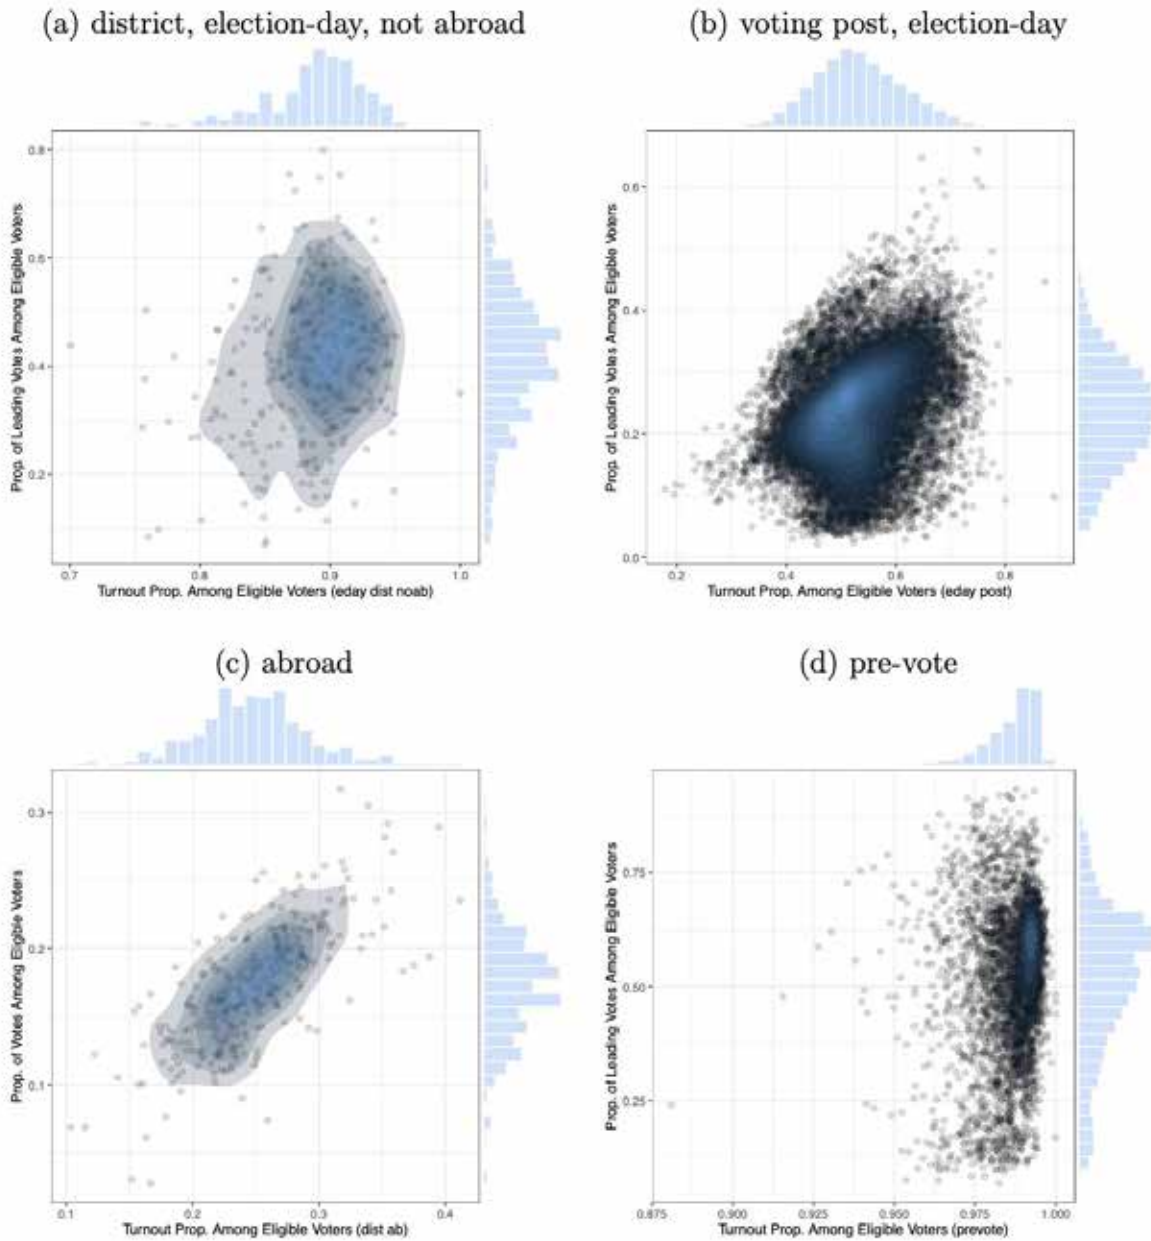 (a) district, election-day, not abroad
0.8
0.6
0.4
0.2
Prop. of Leading Votes Among Eligible Voters
0.7 0.8 0.9 1.0
Turnout Prop. Among Eligible Voters (eday dist noab)
(b) voting post, election-day
0.6
0.4
0.2
0.0
Prop. of Leading Votes Among Eligible Voters
0.2 0.4 0.6 0.8
Turnout Prop. Among Eligible Voters (eday post)
(c) abroad
0.3
0.2
0.1
Prop. of Votes Among Eligible Voters
0.1 0.2 0.3 0.4
Turnout Prop. Among Eligible Voters (dist ab)
(d) pre-vote
0.75
0.50
0.25
Prop. of Leading Votes Among Eligible Voters
0.875 0.900 0.925 0.950 0.975 1.000
Turnout Prop. Among Eligible Voters (prevote)